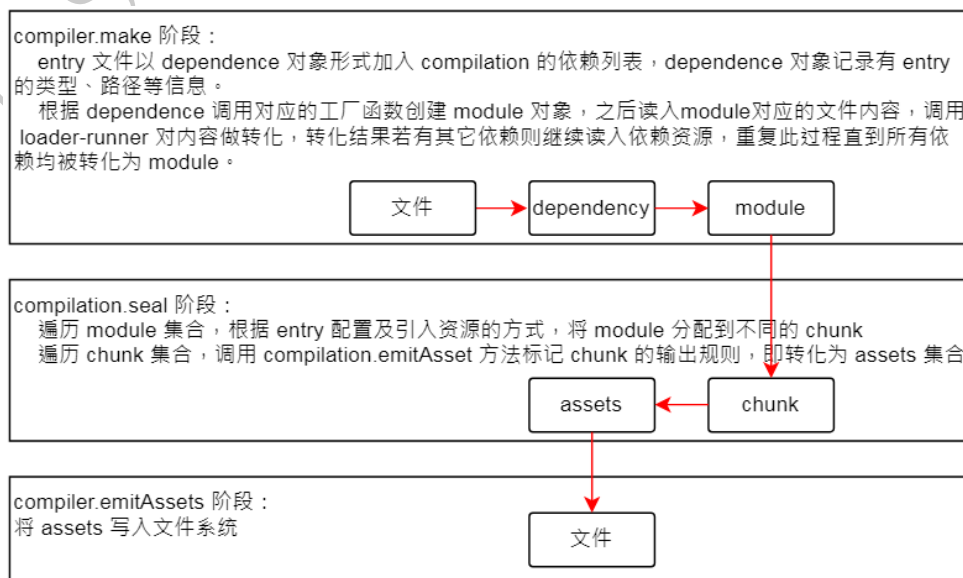 compiler.make 阶段：
entry 文件以 dependence 对象形式加入 compilation 的依赖列表，dependence 对象记录有 entry
的类型、路径等信息。
根据 dependence 调用对应的工厂函数创建 module 对象，之后读入module对应的文件内容，调用
loader-runner 对内容做转化，转化结果若有其它依赖则继续读入依赖资源，重复此过程直到所有依
赖均被转化为 module。
文件
dependency
module
compilation.seal 阶段：
遍历 module 集合，根据 entry 配置及引入资源的方式，将 module 分配到不同的 chunk
遍历 chunk 集合，调用 compilation.emitAsset 方法标记 chunk 的输出规则，即转化为 assets 集合
assets
chunk
compiler.emitAssets 阶段：
将 assets 写入文件系统
文件